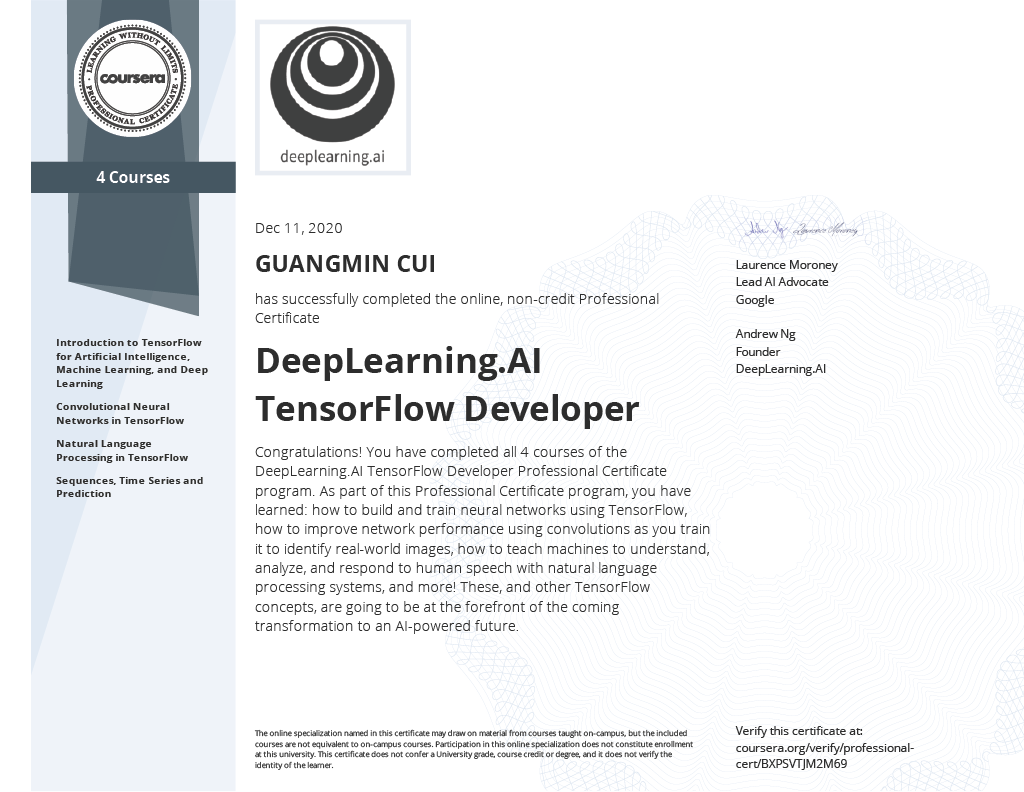 LEARNING WITHOUT LIMITS
coursera
PROFESSIONAL CERTIFICATE
4 Courses
Introduction to TensorFlow
for Artificial Intelligence,
Machine Learning, and Deep
Learning
Convolutional Neural
Networks in TensorFlow
Natural Language
Processing in TensorFlow
Sequences, Time Series and
Prediction
deeplearning.ai
Dec 11, 2020
GUANGMIN CUI
has successfully completed the online, non-credit Professional
Certificate
DeepLearning.AI
TensorFlow Developer
Congratulations! You have completed all 4 courses of the
DeepLearning.AI TensorFlow Developer Professional Certificate
program. As part of this Professional Certificate program, you have
learned: how to build and train neural networks using TensorFlow,
how to improve network performance using convolutions as you train
it to identify real-world images, how to teach machines to understand,
analyze, and respond to human speech with natural language
processing systems, and more! These, and other TensorFlow
concepts, are going to be at the forefront of the coming
transformation to an AI-powered future.
The online specialization named in this certificate may draw on material from courses taught on-campus, but the included
courses are not equivalent to on-campus courses. Participation in this online specialization does not constitute enrollment
at this university. This certificate does not confer a University grade, course credit or degree, and it does not verify the
identity of the learner.
Laurence Moroney
Lead AI Advocate
Google
Andrew Ng
Founder
DeepLearning.AI
Verify this certificate at:
coursera.org/verify/professional-
cert/BXPSVTJM2M69